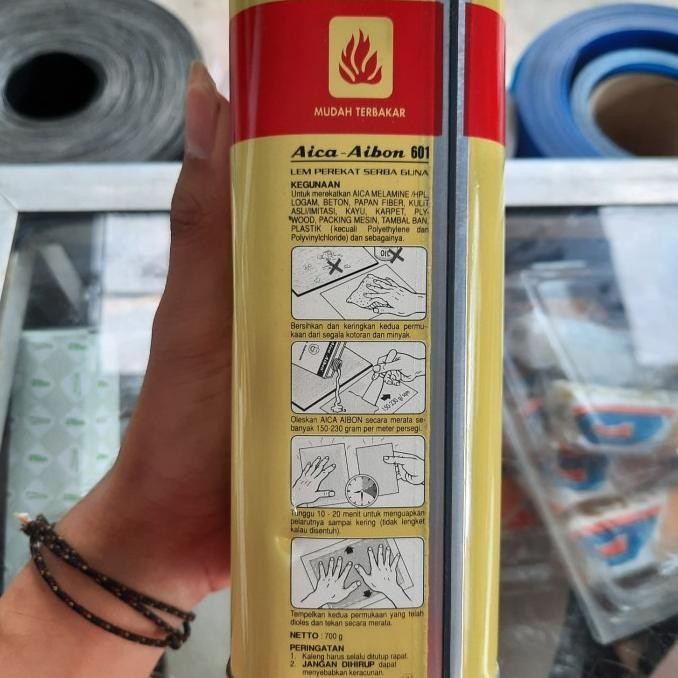 MUDAH TERBAKAR
Aica-Aibon 601
LEM PEREKAT SERBA GUNA
KEGUNAAN
Untuk merekatkan AICA MELAMINE /HPL,
LOGAM, BETON, PAPAN FIBER, KULIT
ASLI/IMITASI, KAYU, KARPET, PLY-
WOOD, PACKING MESIN, TAMBAL BAN,
PLASTIK (kecuali Polyethylene dan
Polyvinylchloride) dan sebagainya.
OIL
Bersihkan dan keringkan kedua permu-
kaan dari segala kotoran dan minyak.
150-230 g/sqm
Oleskan AICA AIBON secara merata se-
banyak 150-230 gram per meter persegi.
Tunggu 10 - 20 menit untuk menguapkan
pelarutnya sampai kering (tidak lengket
kalau disentuh).
Tempelkan kedua permukaan yang telah
dioles dan tekan secara merata.
NETTO : 700 g
PERINGATAN
1. Kaleng harus selalu ditutup rapat.
2. JANGAN DIHIRUP dapat
menyebabkan keracunan.